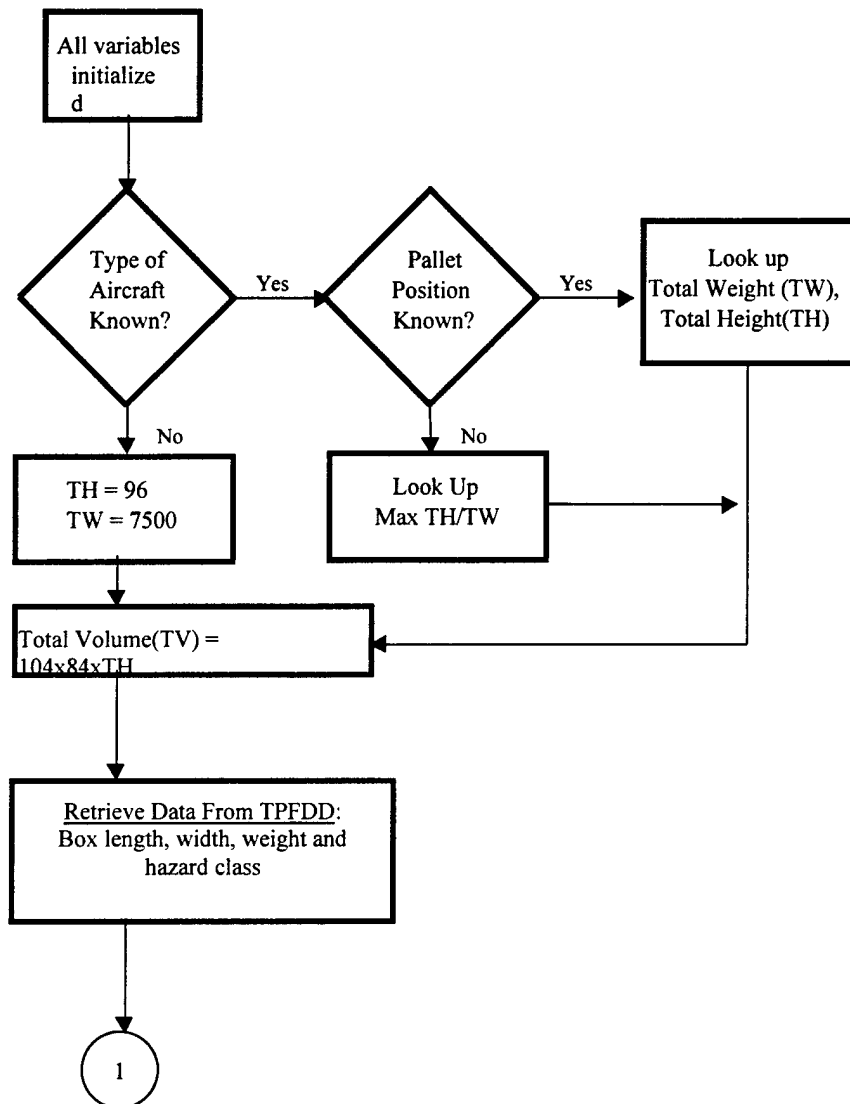 All variables
initialize
d
Type of
Aircraft
Known?
Yes
Pallet
Position
Known?
Yes
Look up
Total Weight (TW),
Total Height(TH)
No
No
TH = 96
TW = 7500
Look Up
Max TH/TW
Total Volume(TV) =
104x84xTH
Retrieve Data From TPFDD:
Box length, width, weight and
hazard class
1